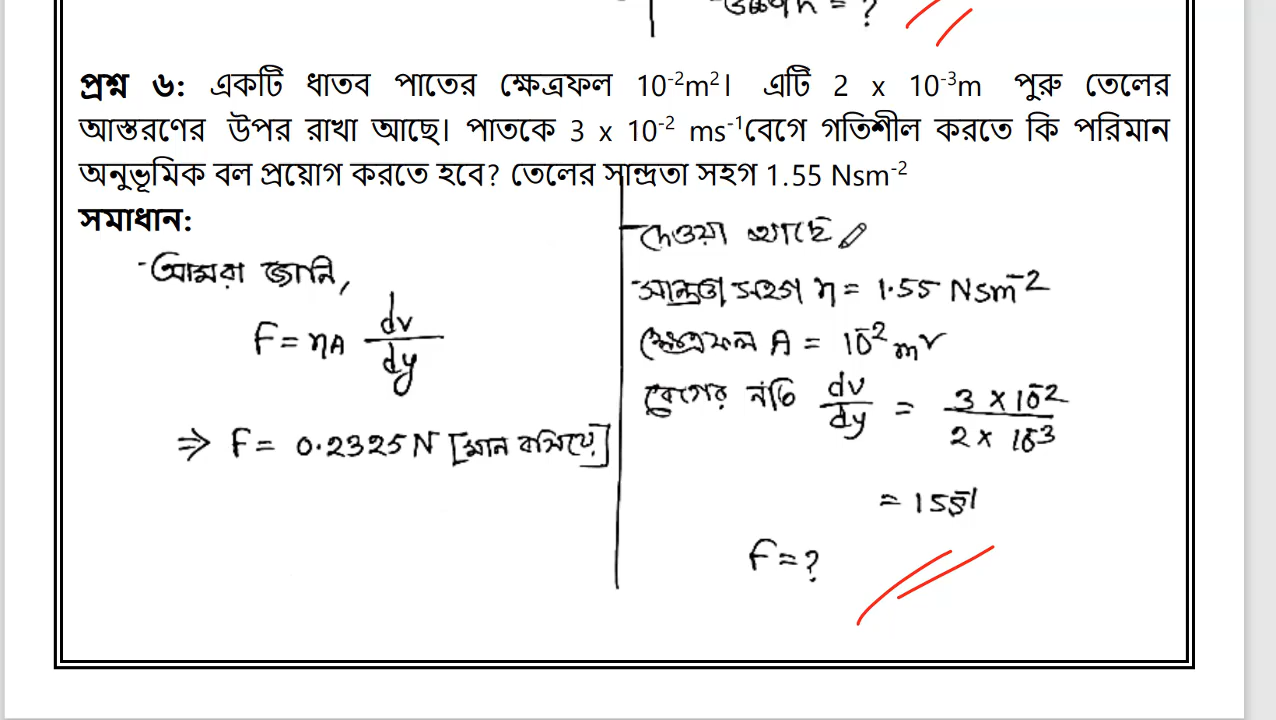 = ?
প্রশ্ন ৬: একটি ধাতব পাতের ক্ষেত্রফল 10⁻²m²। এটি 2 x 10⁻³m পুরু তেলের
আস্তরণের উপর রাখা আছে। পাতকে 3 x 10⁻² ms⁻¹বেগে গতিশীল করতে কি পরিমান
অনুভূমিক বল প্রয়োগ করতে হবে? তেলের সান্দ্রতা সহগ 1.55 Nsm⁻²
সমাধান:
আমরা জানি,
F = ηA dv/dy
⇒ F = 0.2325 N [মান বসিয়ে]
দেওয়া আছে
সান্দ্রতা সহগ η = 1.55 Nsm⁻²
ক্ষেত্রফল A = 10⁻² m²
বেগের নতি dv/dy = 3 × 10⁻² / 2 × 10⁻³
= 15 s⁻¹
F = ?